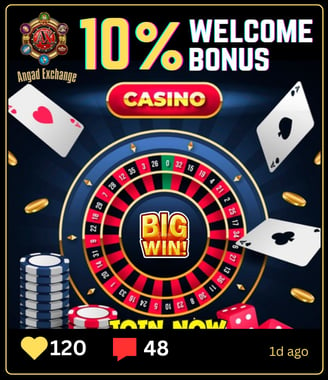 10% WELCOME
BONUS
Angad Exchange
CASINO
BIG
WIN!
JOIN NOW
120 48 1d ago